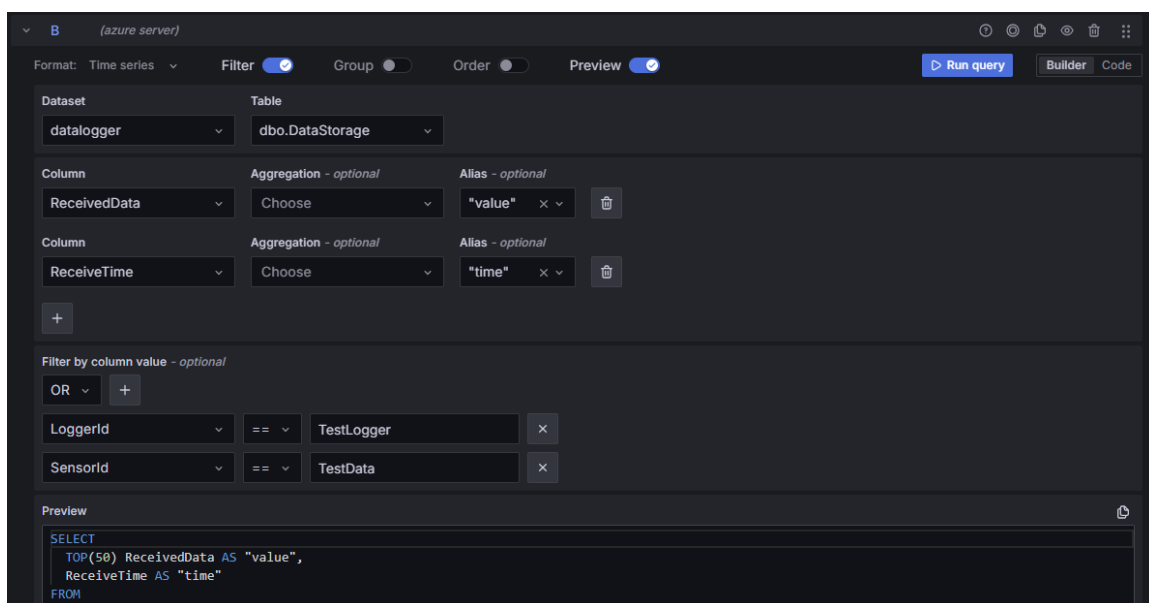 B (azure server)
Format: Time series Filter Group Order Preview Run query Builder Code
Dataset Table
datalogger dbo.DataStorage
Column Aggregation - optional Alias - optional
ReceivedData Choose "value"
Column Aggregation - optional Alias - optional
ReceiveTime Choose "time"
Filter by column value - optional
OR
LoggerId == TestLogger
SensorId == TestData
Preview
SELECT
TOP(50) ReceivedData AS "value",
ReceiveTime AS "time"
FROM